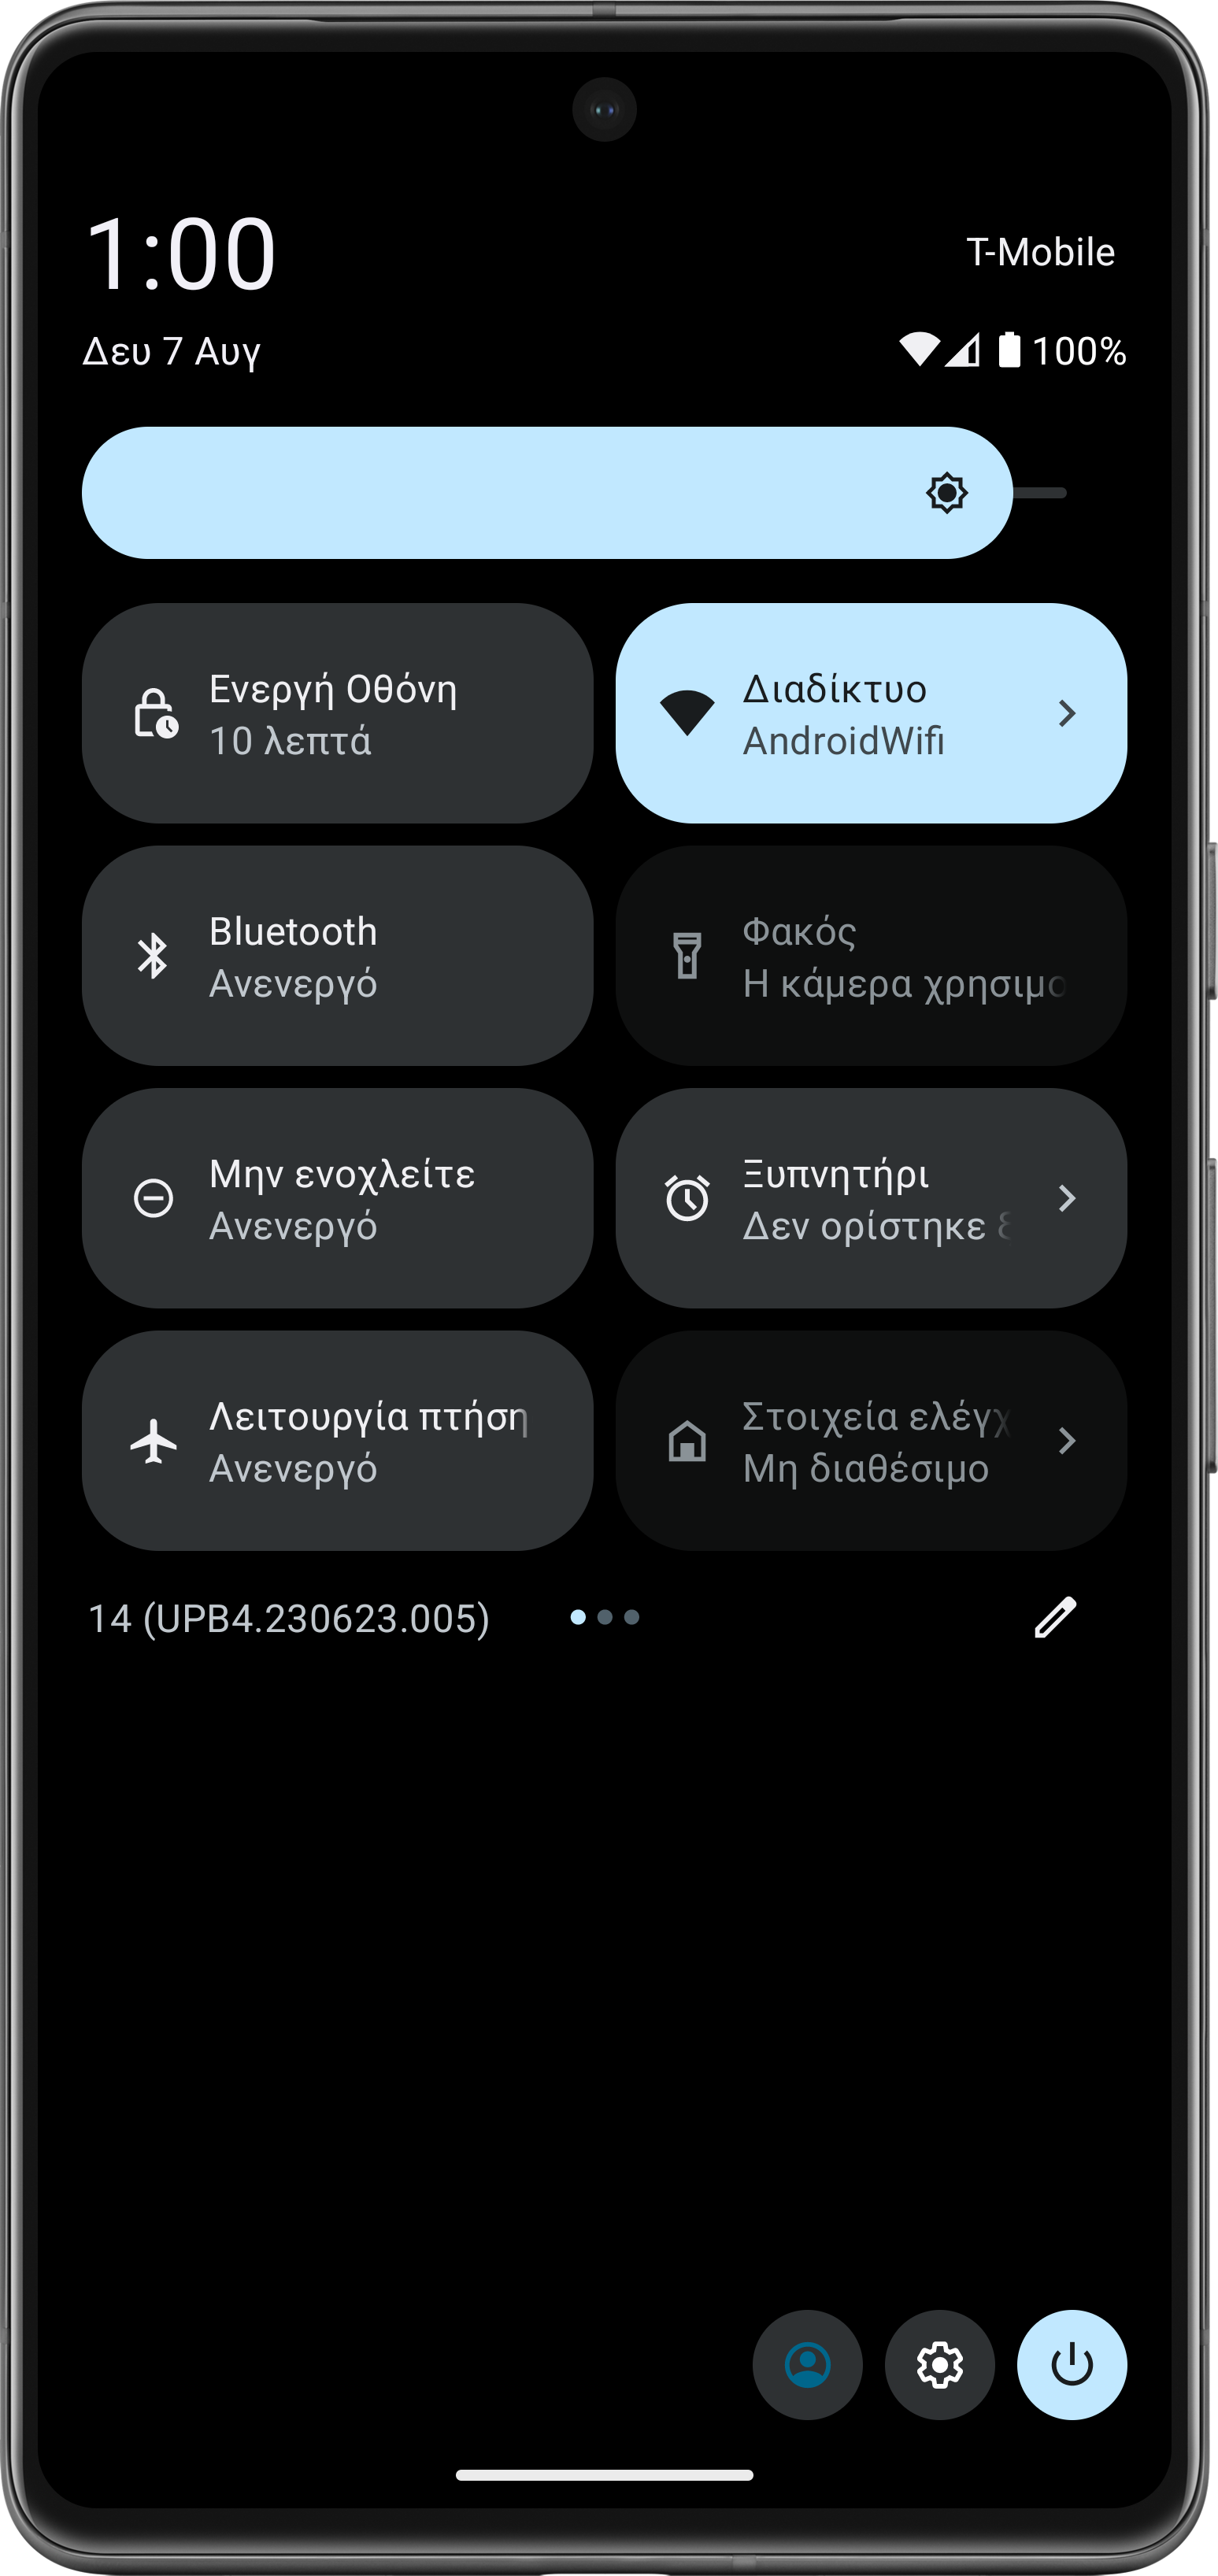 1:00
T-Mobile
Δευ 7 Αυγ
100%
Ενεργή Οθόνη
10 λεπτά
Διαδίκτυο
AndroidWifi
Bluetooth
Ανενεργό
Φακός
Η κάμερα χρησιμο
Μην ενοχλείτε
Ανενεργό
Ξυπνητήρι
Δεν ορίστηκε
Λειτουργία πτήση
Ανενεργό
Στοιχεία ελέγχ
Μη διαθέσιμο
14 (UPB4.230623.005)